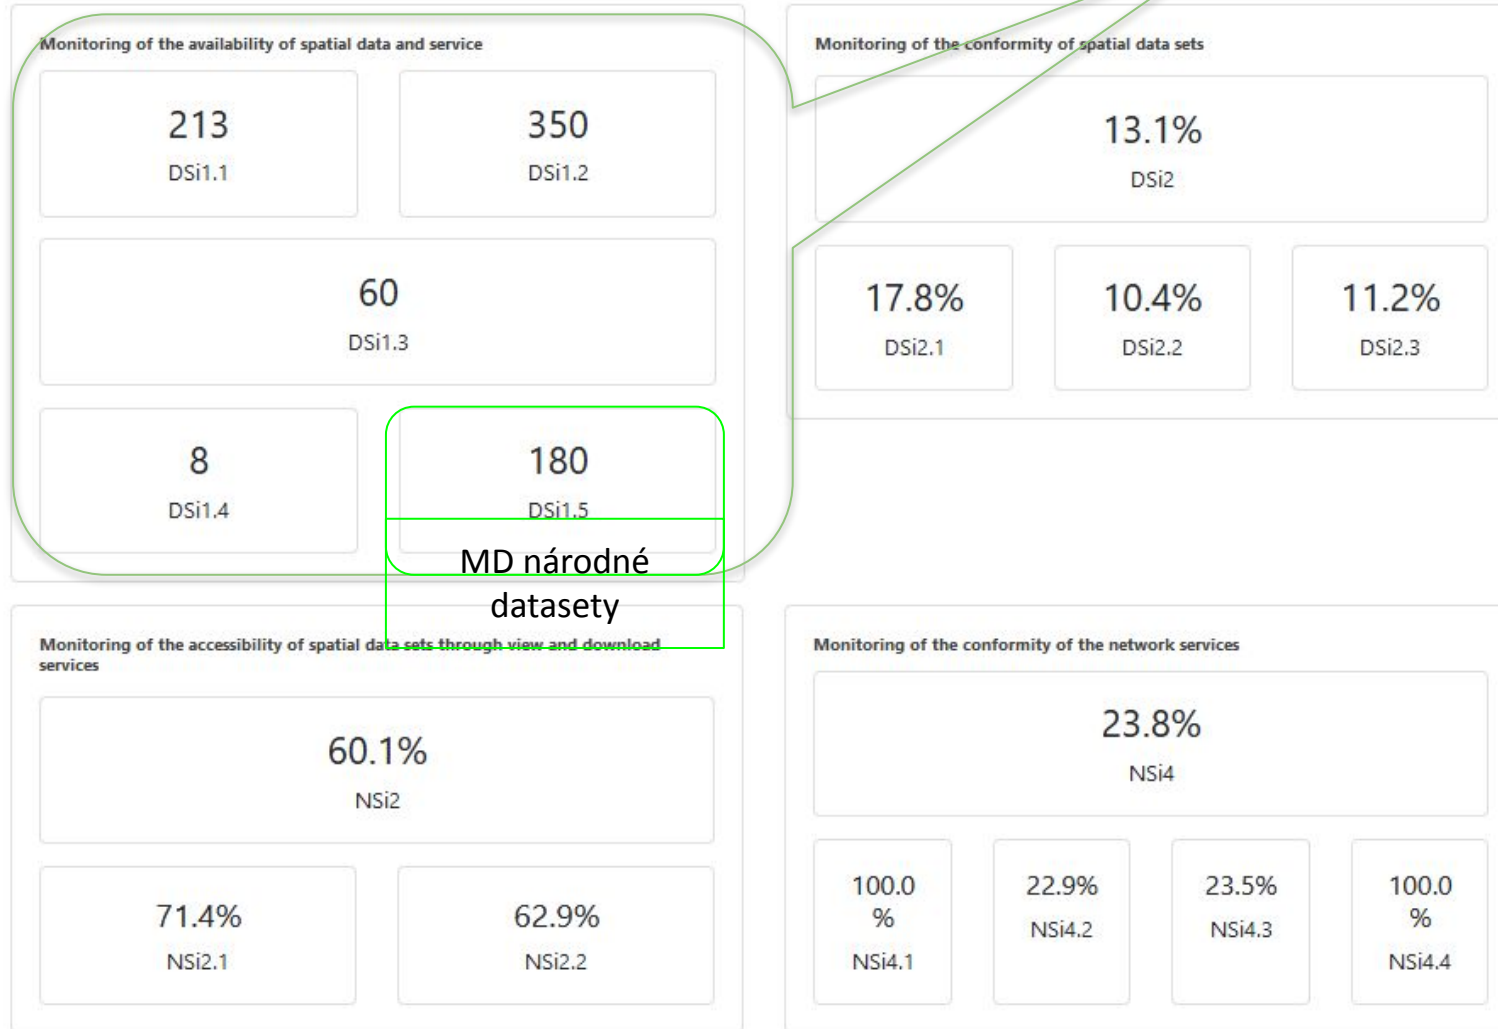 Monitoring of the availability of spatial data and service
213
DSi1.1
350
DSi1.2
60
DSi1.3
8
DSi1.4
180
DSi1.5
MD národné
datasety
Monitoring of the conformity of spatial data sets
13.1%
DSi2
17.8%
DSi2.1
10.4%
DSi2.2
11.2%
DSi2.3
Monitoring of the accessibility of spatial data sets through view and download
services
60.1%
NSi2
71.4%
NSi2.1
62.9%
NSi2.2
Monitoring of the conformity of the network services
23.8%
NSi4
100.0
%
NSi4.1
22.9%
NSi4.2
23.5%
NSi4.3
100.0
%
NSi4.4